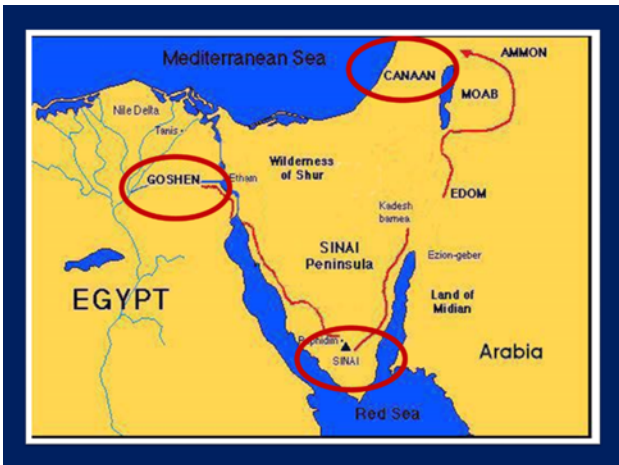 Mediterranean Sea
AMMON
CANAAN
MOAB
Nile Delta
Tanis
Wilderness
of Shur
GOSHEN
Etham
EDOM
Kadesh
barnea
SINAI
Peninsula
Ezion-geber
EGYPT
Land of
Midian
Rephidim
SINAI
Arabia
Red Sea